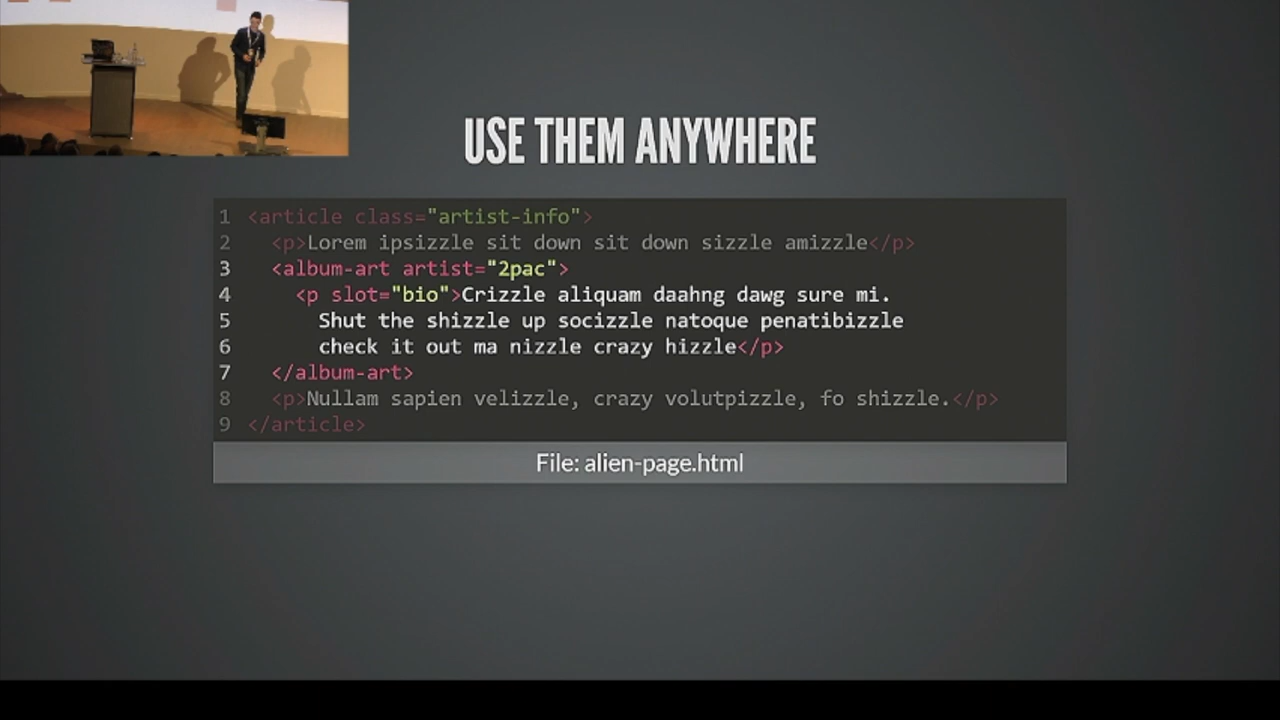 USE THEM ANYWHERE
1 <article class="artist-info">
2 <p>Lorem ipsizzle sit down sit down sizzle amizzle</p>
3 <album-art artist="2pac">
4 <p slot="bio">Crizzle aliquam daahng dawg sure mi.
5 Shut the shizzle up socizzle natoque penatibizzle
6 check it out ma nizzle crazy hizzle</p>
7 </album-art>
8 <p>Nullam sapien velizzle, crazy volutpizzle, fo shizzle.</p>
9 </article>
File: alien-page.html